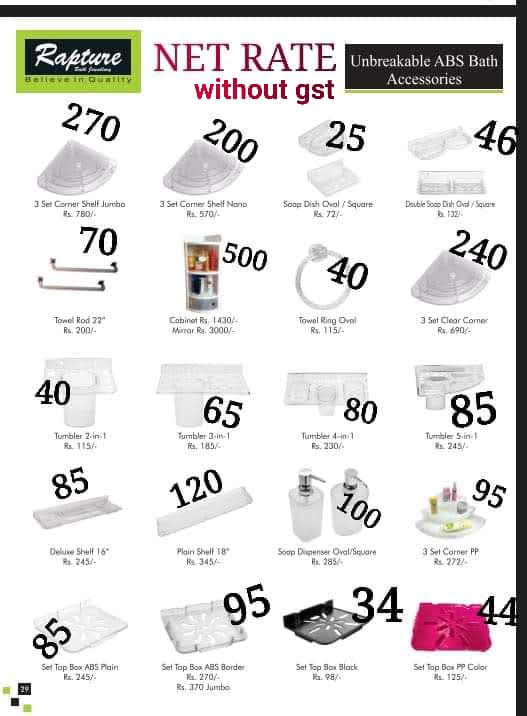 Rapture
Bath Jewellery
Believe in Quality
NET RATE
without gst
Unbreakable ABS Bath
Accessories
270
3 Set Corner Shelf Jumbo
Rs. 780/-
200
3 Set Corner Shelf Nano
Rs. 570/-
25
Soap Dish Oval / Square
Rs. 72/-
46
Double Soap Dish Oval / Square
Rs. 132/-
70
Towel Rod 22"
Rs. 200/-
500
Cabinet Rs. 1430/-
Mirror Rs. 3000/-
40
Towel Ring Oval
Rs. 115/-
240
3 Set Clear Corner
Rs. 690/-
40
Tumbler 2-in-1
Rs. 115/-
65
Tumbler 3-in-1
Rs. 185/-
80
Tumbler 4-in-1
Rs. 230/-
85
Tumbler 5-in-1
Rs. 245/-
85
Deluxe Shelf 16"
Rs. 245/-
120
Plain Shelf 18"
Rs. 345/-
100
Soap Dispenser Oval/Square
Rs. 285/-
95
3 Set Corner PP
Rs. 272/-
85
Set Top Box ABS Plain
Rs. 245/-
95
Set Top Box ABS Border
Rs. 270/-
Rs. 370 Jumbo
34
Set Top Box Black
Rs. 98/-
44
Set Top Box PP Color
Rs. 125/-
29